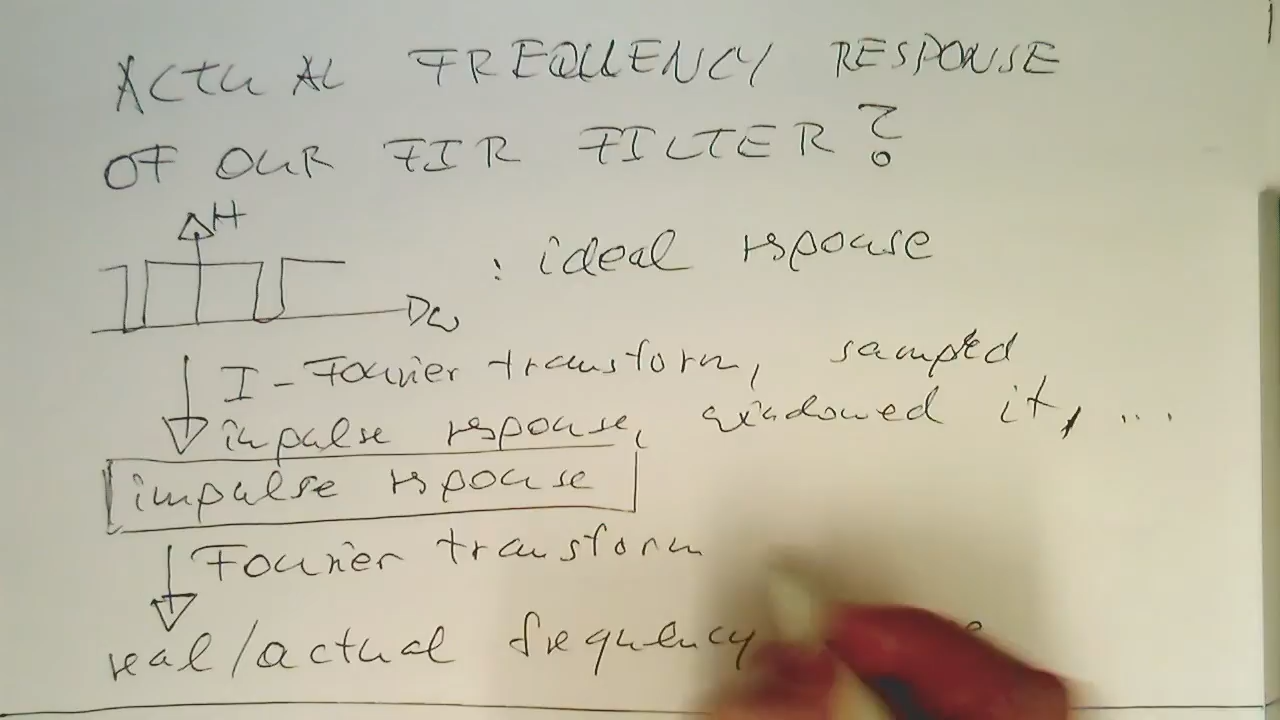 ACTUAL FREQUENCY RESPONSE
OF OUR FIR FILTER?
H
: ideal response
ω
I-Fourier transform, sampled
impulse response, windowed it, ...
impulse response
Fourier transform
real/actual frequency